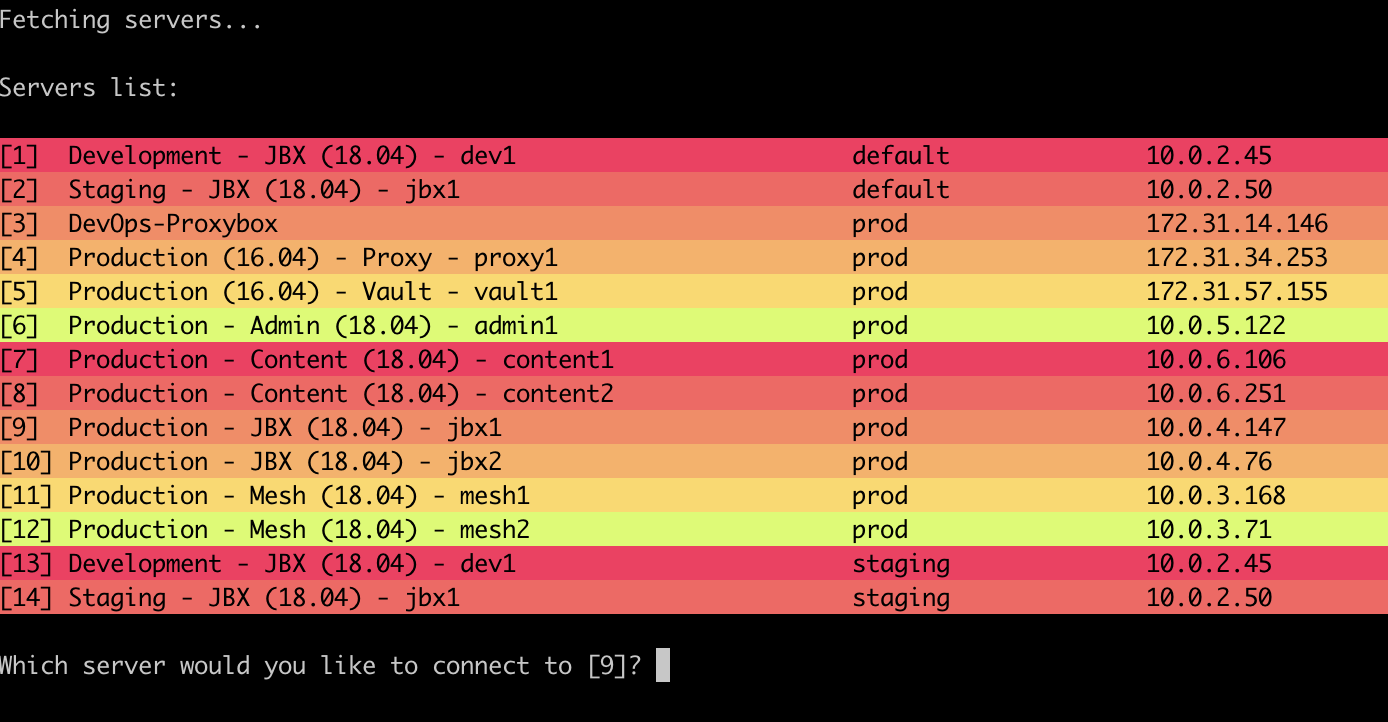 Fetching servers...
Servers list:
[1] Development - JBX (18.04) - dev1 default 10.0.2.45
[2] Staging - JBX (18.04) - jbx1 default 10.0.2.50
[3] DevOps-Proxybox prod 172.31.14.146
[4] Production (16.04) - Proxy - proxy1 prod 172.31.34.253
[5] Production (16.04) - Vault - vault1 prod 172.31.57.155
[6] Production - Admin (18.04) - admin1 prod 10.0.5.122
[7] Production - Content (18.04) - content1 prod 10.0.6.106
[8] Production - Content (18.04) - content2 prod 10.0.6.251
[9] Production - JBX (18.04) - jbx1 prod 10.0.4.147
[10] Production - JBX (18.04) - jbx2 prod 10.0.4.76
[11] Production - Mesh (18.04) - mesh1 prod 10.0.3.168
[12] Production - Mesh (18.04) - mesh2 prod 10.0.3.71
[13] Development - JBX (18.04) - dev1 staging 10.0.2.45
[14] Staging - JBX (18.04) - jbx1 staging 10.0.2.50
Which server would you like to connect to [9]?